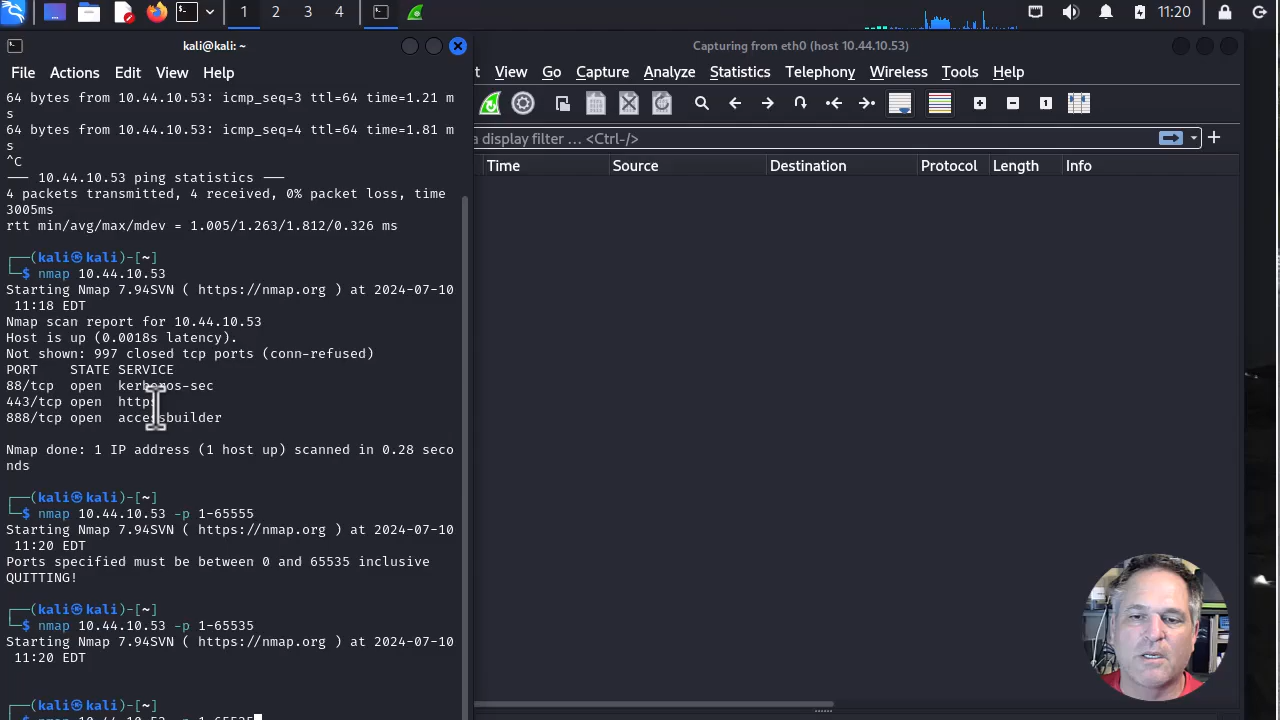 1 2 3 4 11:20
kali@kali: ~
File Actions Edit View Help
64 bytes from 10.44.10.53: icmp_seq=3 ttl=64 time=1.21 m
s
64 bytes from 10.44.10.53: icmp_seq=4 ttl=64 time=1.81 m
s
^C
── 10.44.10.53 ping statistics ──
4 packets transmitted, 4 received, 0% packet loss, time
3005ms
rtt min/avg/max/mdev = 1.005/1.263/1.812/0.326 ms
┌──(kali㉿kali)-[~]
└─$ nmap 10.44.10.53
Starting Nmap 7.94SVN ( https://nmap.org ) at 2024-07-10
11:18 EDT
Nmap scan report for 10.44.10.53
Host is up (0.0018s latency).
Not shown: 997 closed tcp ports (conn-refused)
PORT STATE SERVICE
88/tcp open kerberos-sec
443/tcp open https
888/tcp open accessbuilder
Nmap done: 1 IP address (1 host up) scanned in 0.28 seco
nds
┌──(kali㉿kali)-[~]
└─$ nmap 10.44.10.53 -p 1-65555
Starting Nmap 7.94SVN ( https://nmap.org ) at 2024-07-10
11:20 EDT
Ports specified must be between 0 and 65535 inclusive
QUITTING!
┌──(kali㉿kali)-[~]
└─$ nmap 10.44.10.53 -p 1-65535
Starting Nmap 7.94SVN ( https://nmap.org ) at 2024-07-10
11:20 EDT
┌──(kali㉿kali)-[~]
└─$ nmap 10.44.10.53 -p 1-65535
Capturing from eth0 (host 10.44.10.53)
t View Go Capture Analyze Statistics Telephony Wireless Tools Help
1
a display filter … <Ctrl-/>
Time Source Destination Protocol Length Info